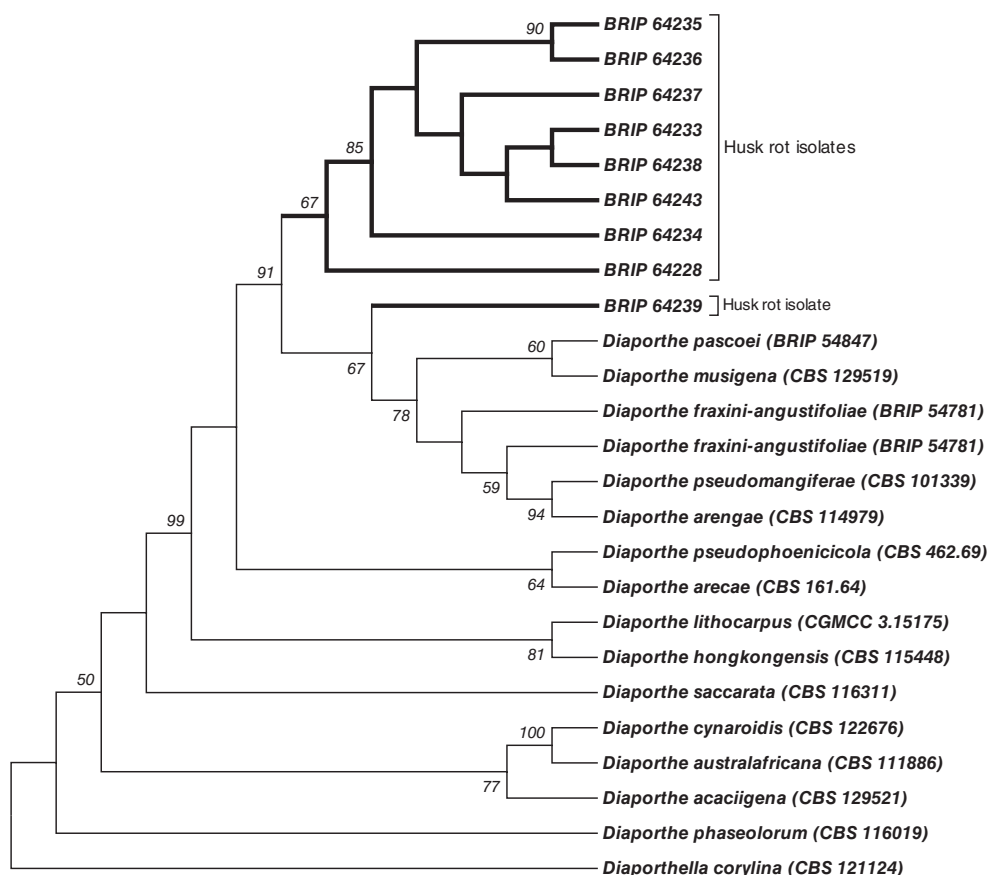 90
BRIP 64235
BRIP 64236
BRIP 64237
BRIP 64233
Husk rot isolates
85
BRIP 64238
BRIP 64243
67
BRIP 64234
BRIP 64228
91
BRIP 64239
Husk rot isolate
60
Diaporthe pascoei (BRIP 54847)
67
Diaporthe musigena (CBS 129519)
78
Diaporthe fraxini-angustifoliae (BRIP 54781)
Diaporthe fraxini-angustifoliae (BRIP 54781)
59
Diaporthe pseudomangiferae (CBS 101339)
94
Diaporthe arengae (CBS 114979)
99
Diaporthe pseudophoenicicola (CBS 462.69)
64
Diaporthe arecae (CBS 161.64)
Diaporthe lithocarpus (CGMCC 3.15175)
81
Diaporthe hongkongensis (CBS 115448)
50
Diaporthe saccarata (CBS 116311)
100
Diaporthe cynaroidis (CBS 122676)
77
Diaporthe australafricana (CBS 111886)
Diaporthe acaciigena (CBS 129521)
Diaporthe phaseolorum (CBS 116019)
Diaporthella corylina (CBS 121124)